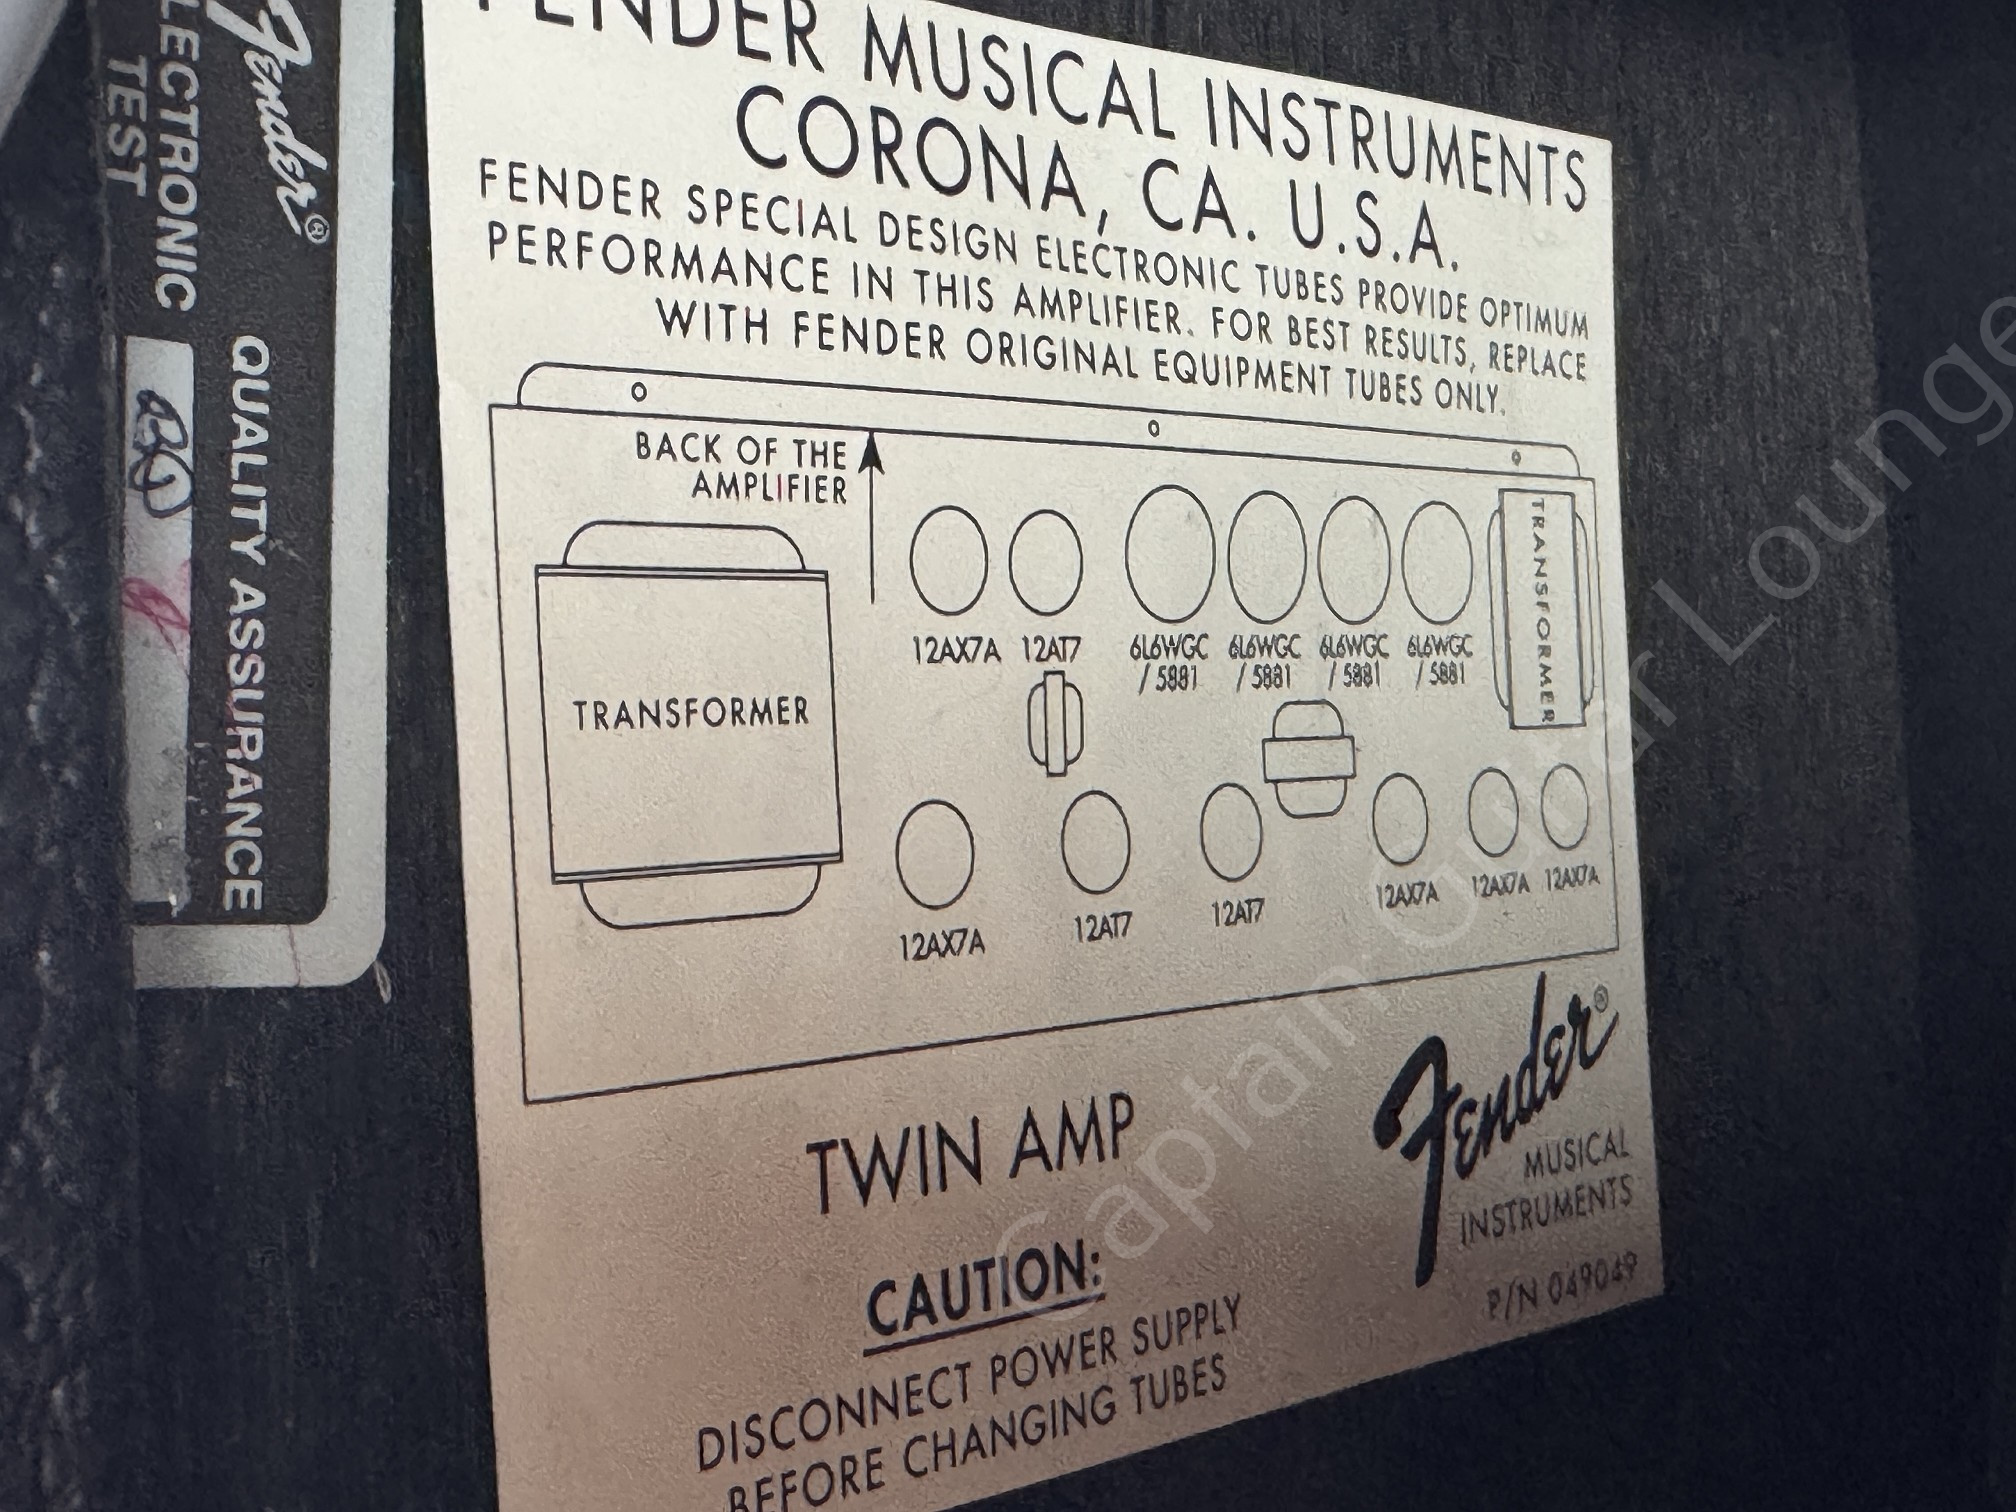 Fender®
ELECTRONIC
TEST
QUALITY ASSURANCE
FENDER MUSICAL INSTRUMENTS
CORONA, CA. U.S.A.
FENDER SPECIAL DESIGN ELECTRONIC TUBES PROVIDE OPTIMUM
PERFORMANCE IN THIS AMPLIFIER. FOR BEST RESULTS, REPLACE
WITH FENDER ORIGINAL EQUIPMENT TUBES ONLY.
BACK OF THE
AMPLIFIER
TRANSFORMER
12AX7A 12AT7 6L6WGC 6L6WGC 6L6WGC 6L6WGC
/ 5881 / 5881 / 5881 / 5881
TRANSFORMER
12AX7A 12AT7 12AT7 12AX7A 12AX7A 12AX7A
TWIN AMP
Fender®
MUSICAL
INSTRUMENTS
P/N 049049
CAUTION:
DISCONNECT POWER SUPPLY
BEFORE CHANGING TUBES
Captain Guitar Lounge